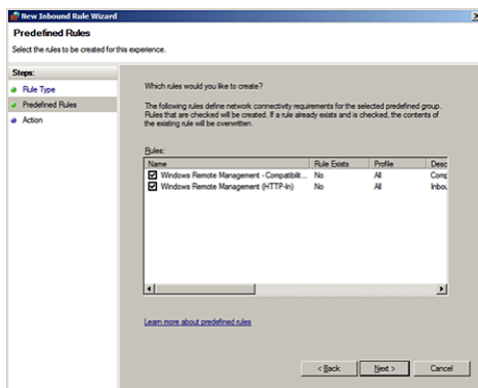 New Inbound Rule Wizard
Predefined Rules
Select the rules to be created for this experience.
Steps:
Rule Type
Predefined Rules
Action
Which rules would you like to create?
The following rules define network connectivity requirements for the selected predefined group.
Rules that are checked will be created. If a rule already exists and is checked, the contents of
the existing rule will be overwritten.
Rules:
Name Rule Exists Profile Desc
Windows Remote Management - Compatibilit... No All Comp
Windows Remote Management (HTTP-In) No All Inbou
Learn more about predefined rules
< Back Next > Cancel